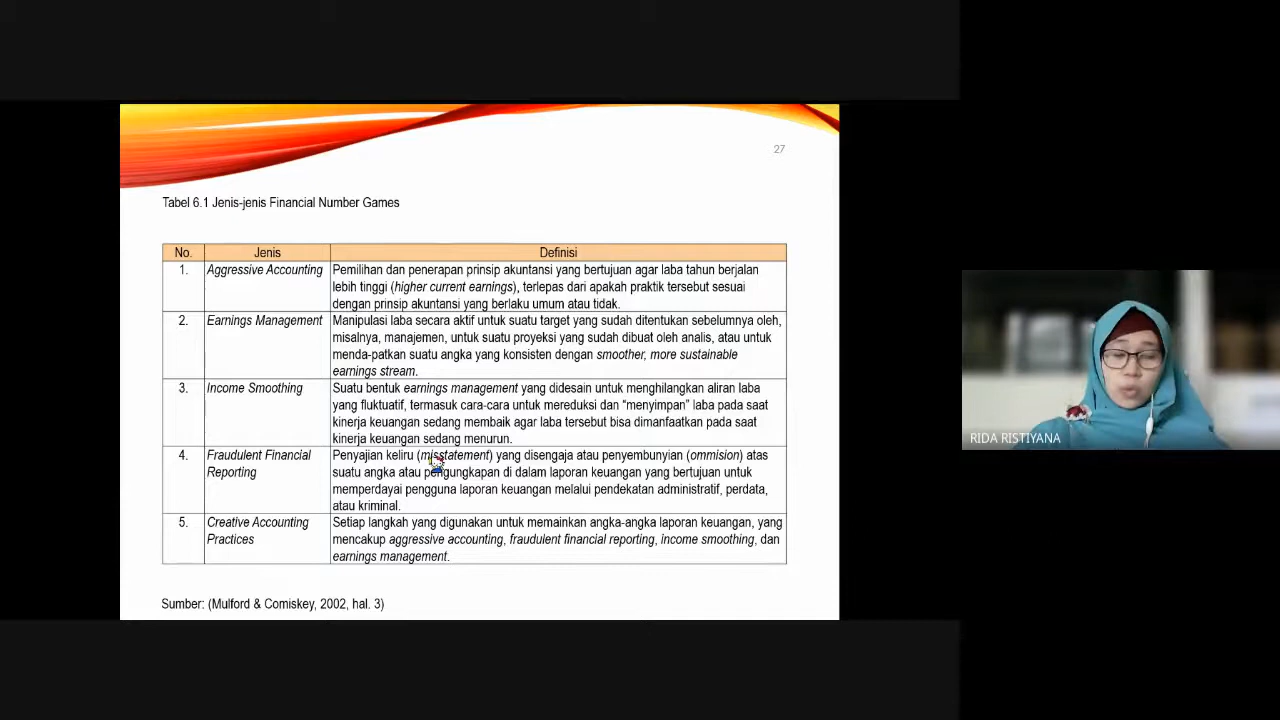 27
Tabel 6.1 Jenis-jenis Financial Number Games
No. Jenis Definisi
1. Aggressive Accounting Pemilihan dan penerapan prinsip akuntansi yang bertujuan agar laba tahun berjalan
lebih tinggi (higher current earnings), terlepas dari apakah praktik tersebut sesuai
dengan prinsip akuntansi yang berlaku umum atau tidak.
2. Earnings Management Manipulasi laba secara aktif untuk suatu target yang sudah ditentukan sebelumnya oleh,
misalnya, manajemen, untuk suatu proyeksi yang sudah dibuat oleh analis, atau untuk
menda-patkan suatu angka yang konsisten dengan smoother, more sustainable
earnings stream.
3. Income Smoothing Suatu bentuk earnings management yang didesain untuk menghilangkan aliran laba
yang fluktuatif, termasuk cara-cara untuk mereduksi dan “menyimpan” laba pada saat
kinerja keuangan sedang membaik agar laba tersebut bisa dimanfaatkan pada saat
kinerja keuangan sedang menurun.
4. Fraudulent Financial Penyajian keliru (misstatement) yang disengaja atau penyembunyian (ommision) atas
Reporting suatu angka atau pengungkapan di dalam laporan keuangan yang bertujuan untuk
memperdayai pengguna laporan keuangan melalui pendekatan administratif, perdata,
atau kriminal.
5. Creative Accounting Setiap langkah yang digunakan untuk memainkan angka-angka laporan keuangan, yang
Practices mencakup aggressive accounting, fraudulent financial reporting, income smoothing, dan
earnings management.
Sumber: (Mulford & Comiskey, 2002, hal. 3)
RIDA RISTIYANA